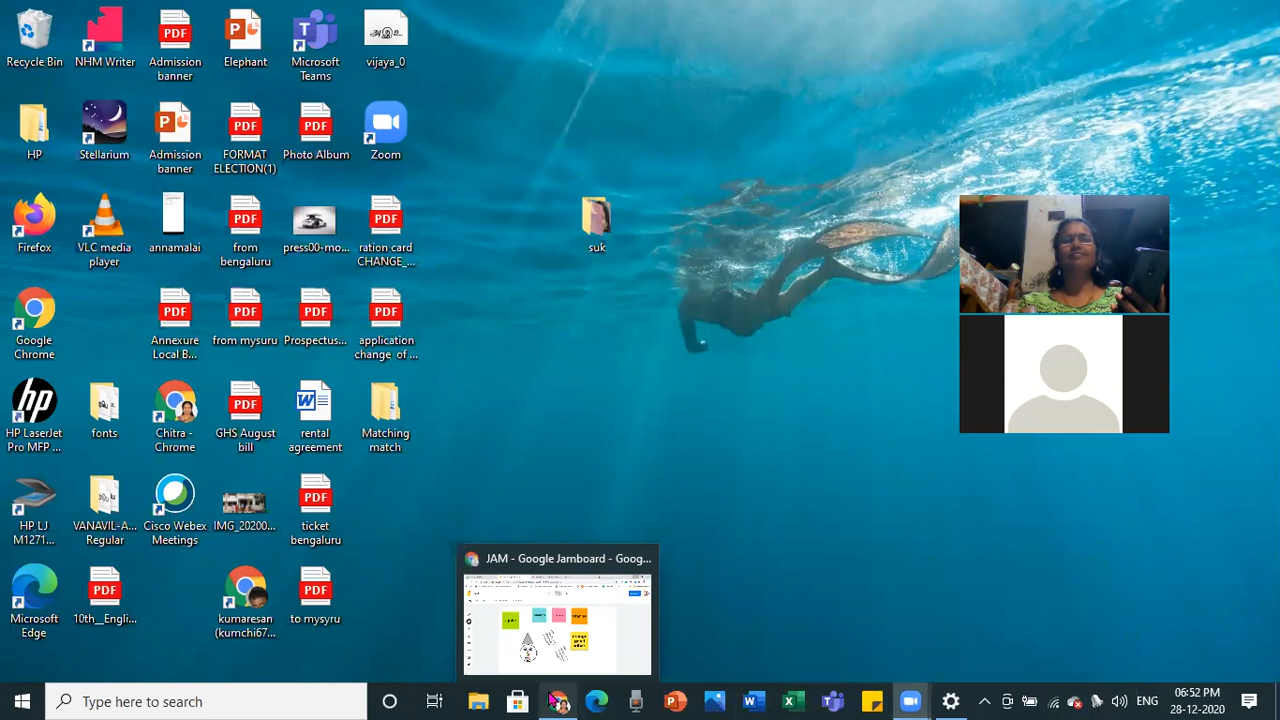 Recycle Bin
NHM Writer
Admission
banner
Elephant
Microsoft
Teams
அஇஉ
vijaya_0
HP
Stellarium
Admission
banner
FORMAT
ELECTION(1)
Photo Album
Zoom
Firefox
VLC media
player
annamalai
from
bengaluru
press00-mo...
ration card
CHANGE_...
suk
Google
Chrome
Annexure
Local B...
from mysuru
Prospectus...
application
change of ...
HP LaserJet
Pro MFP ...
fonts
Chitra -
Chrome
GHS August
bill
rental
agreement
Matching
match
HP LJ
M1271...
VANAVIL-A...
Regular
Cisco Webex
Meetings
IMG_20200...
ticket
bengaluru
Microsoft
Edge
10th__Engli...
kumaresan
(kumchi67...
to mysyru
JAM - Google Jamboard - Goog...
Type here to search
ENG
06:52 PM
28-12-2020